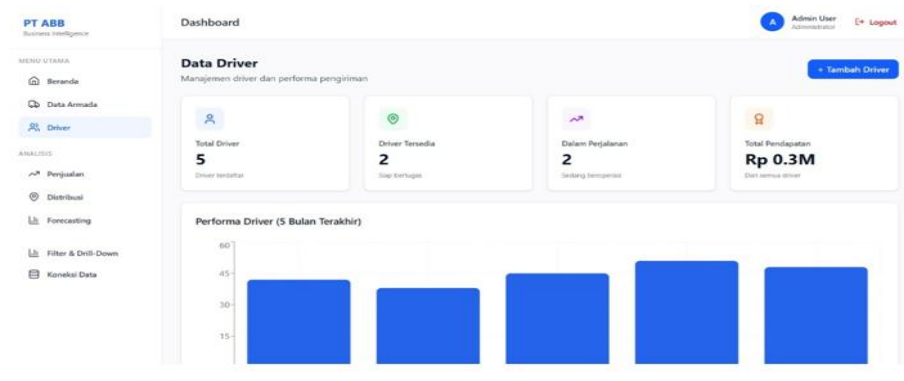 PT ABB
Business Intelligence
Dashboard
A
Admin User
Administrator
Logout
MENU UTAMA
Beranda
Data Armada
Driver
ANALISIS
Penjualan
Distribusi
Forecasting
Filter & Drill-Down
Koneksi Data
Data Driver
Manajemen driver dan performa pengiriman
+ Tambah Driver
Total Driver
5
Driver terdaftar
Driver Tersedia
2
Siap bertugas
Dalam Perjalanan
2
Sedang beroperasi
Total Pendapatan
Rp 0.3M
Dari semua driver
Performa Driver (5 Bulan Terakhir)
60
45
30
15